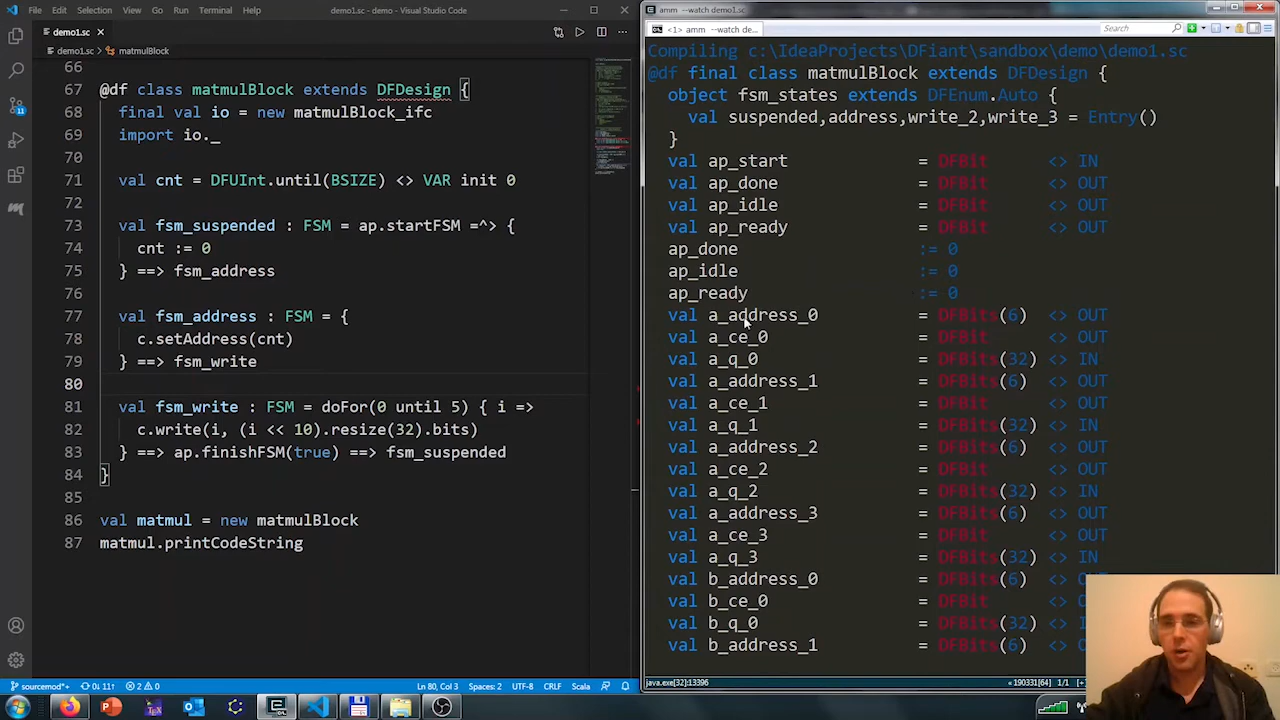 File Edit Selection View Go Run Terminal Help demo1.sc - demo - Visual Studio Code
demo1.sc
demo1.sc > matmulBlock
66
67 @df class matmulBlock extends DFDesign {
68 final val io = new matmulBlock_ifc
69 import io._
70
71 val cnt = DFUInt.until(BSIZE) <> VAR init 0
72
73 val fsm_suspended : FSM = ap.startFSM =^> {
74 cnt := 0
75 } ==> fsm_address
76
77 val fsm_address : FSM = {
78 c.setAddress(cnt)
79 } ==> fsm_write
80
81 val fsm_write : FSM = doFor(0 until 5) { i =>
82 c.write(i, (i << 10).resize(32).bits)
83 } ==> ap.finishFSM(true) ==> fsm_suspended
84 }
85
86 val matmul = new matmulBlock
87 matmul.printCodeString
sourcemod*+ 0↓ 11↑ 2 0 Ln 80, Col 3 Spaces: 2 UTF-8 CRLF Scala
11
amm --watch demo1.sc
<1> amm --watch de... Search
Compiling c:\IdeaProjects\DFiant\sandbox\demo\demo1.sc
@df final class matmulBlock extends DFDesign {
object fsm_states extends DFEnum.Auto {
val suspended,address,write_2,write_3 = Entry()
}
val ap_start = DFBit <> IN
val ap_done = DFBit <> OUT
val ap_idle = DFBit <> OUT
val ap_ready = DFBit <> OUT
ap_done := 0
ap_idle := 0
ap_ready := 0
val a_address_0 = DFBits(6) <> OUT
val a_ce_0 = DFBit <> OUT
val a_q_0 = DFBits(32) <> IN
val a_address_1 = DFBits(6) <> OUT
val a_ce_1 = DFBit <> OUT
val a_q_1 = DFBits(32) <> IN
val a_address_2 = DFBits(6) <> OUT
val a_ce_2 = DFBit <> OUT
val a_q_2 = DFBits(32) <> IN
val a_address_3 = DFBits(6) <> OUT
val a_ce_3 = DFBit <> OUT
val a_q_3 = DFBits(32) <> IN
val b_address_0 = DFBits(6) <> OUT
val b_ce_0 = DFBit <>
val b_q_0 = DFBits(32) <>
val b_address_1 = DFBits(6) <>
java.exe[32]:13396 « 190331[64] 1/1